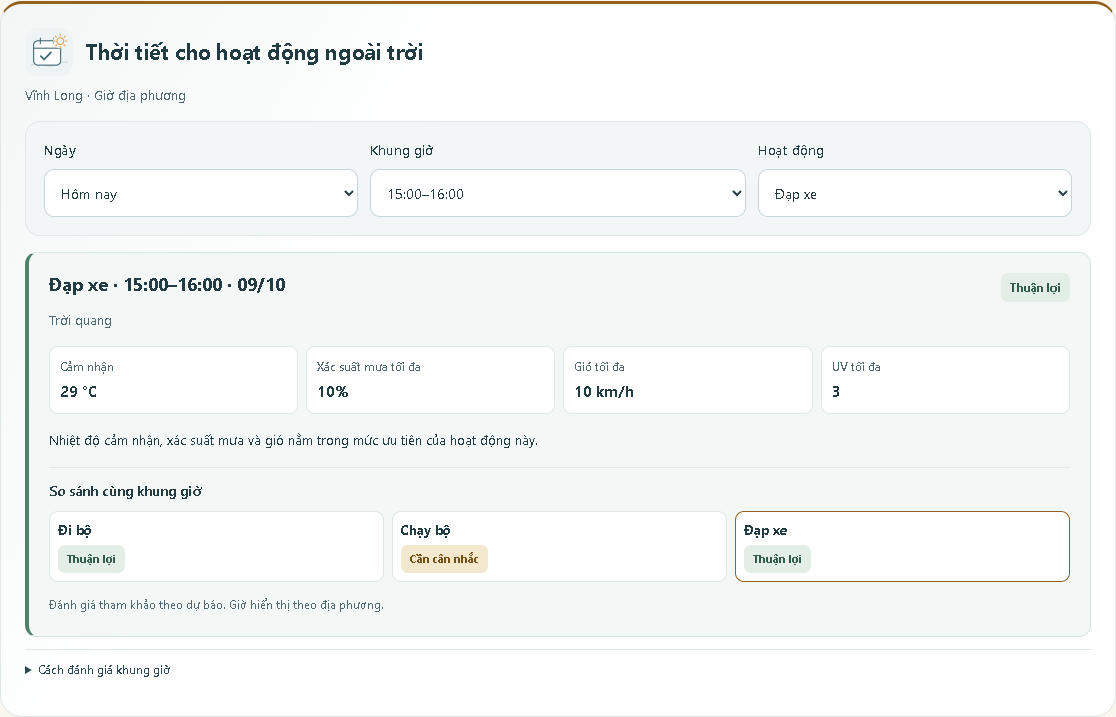 Thời tiết cho hoạt động ngoài trời
Vĩnh Long · Giờ địa phương
Ngày
Khung giờ
Hoạt động
Hôm nay
15:00–16:00
Đạp xe
Đạp xe · 15:00–16:00 · 09/10
Thuận lợi
Trời quang
Cảm nhận
Xác suất mưa tối đa
Gió tối đa
UV tối đa
29 °C
10%
10 km/h
3
Nhiệt độ cảm nhận, xác suất mưa và gió nằm trong mức ưu tiên của hoạt động này.
So sánh cùng khung giờ
Đi bộ
Chạy bộ
Đạp xe
Thuận lợi
Cần cân nhắc
Thuận lợi
Đánh giá tham khảo theo dự báo. Giờ hiển thị theo địa phương.
Cách đánh giá khung giờ